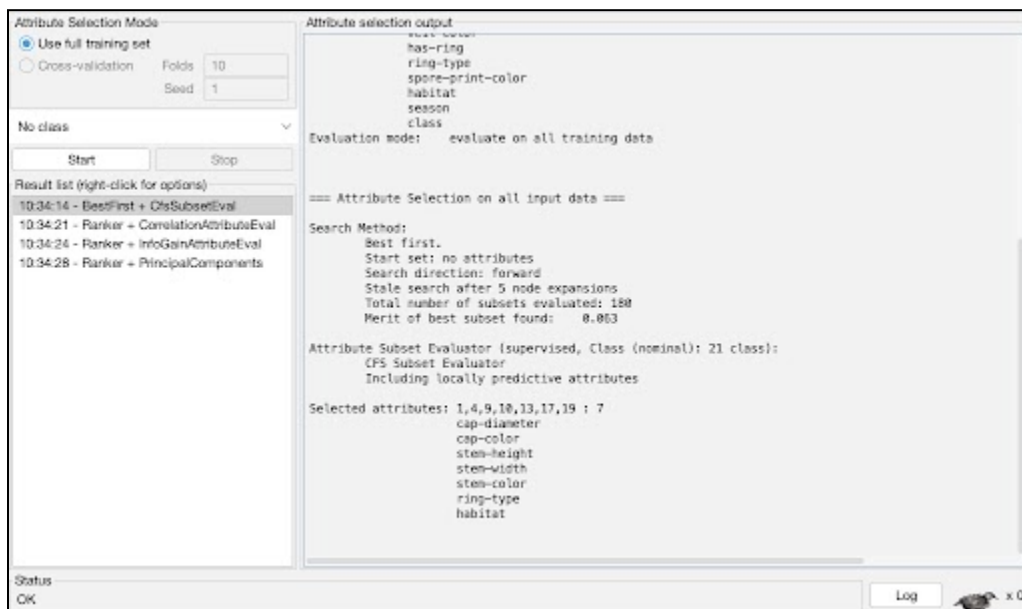 Attribute Selection Mode
Use full training set
Cross-validation Folds 10
Seed 1
No class
Start Stop
Result list (right-click for options)
10:34:14 - BestFirst + CfsSubsetEval
10:34:21 - Ranker + CorrelationAttributeEval
10:34:24 - Ranker + InfoGainAttributeEval
10:34:28 - Ranker + PrincipalComponents
Attribute selection output
has-ring
ring-type
spore-print-color
habitat
season
class
Evaluation mode: evaluate on all training data
=== Attribute Selection on all input data ===
Search Method:
Best first.
Start set: no attributes
Search direction: forward
Stale search after 5 node expansions
Total number of subsets evaluated: 180
Merit of best subset found: 0.063
Attribute Subset Evaluator (supervised, Class (nominal): 21 class):
CFS Subset Evaluator
Including locally predictive attributes
Selected attributes: 1,4,9,10,13,17,19 : 7
cap-diameter
cap-color
stem-height
stem-width
stem-color
ring-type
habitat
Status
OK
Log
x 0